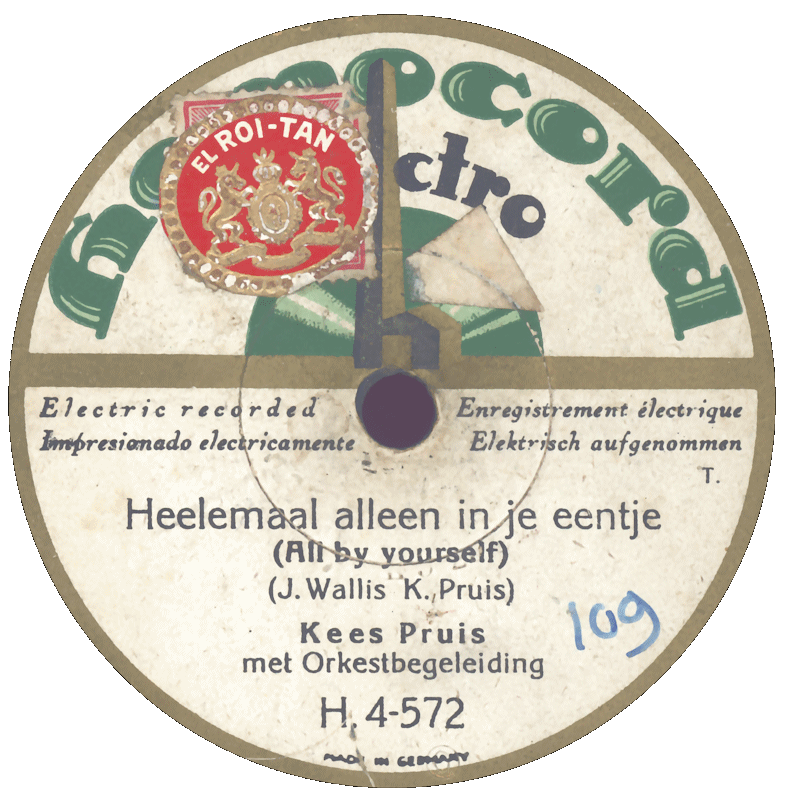 homocord
EL ROI-TAN
ctro
Electric recorded
Enregistrement électrique
Impresionado electricamente
Elektrisch aufgenommen
T.
Heelemaal alleen in je eentje
(All by yourself)
(J. Wallis K. Pruis)
109
Kees Pruis
met Orkestbegeleiding
H. 4-572
MADE IN GERMANY